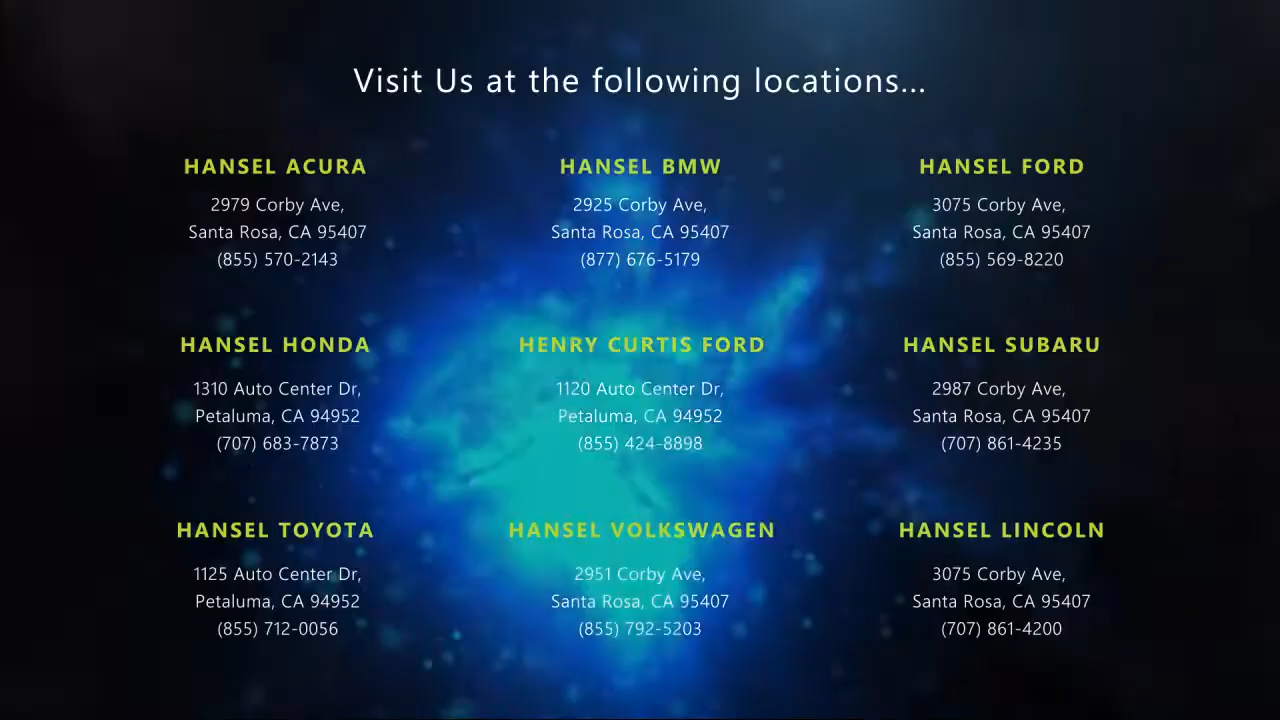 Visit Us at the following locations...
HANSEL ACURA
2979 Corby Ave,
Santa Rosa, CA 95407
(855) 570-2143
HANSEL BMW
2925 Corby Ave,
Santa Rosa, CA 95407
(877) 676-5179
HANSEL FORD
3075 Corby Ave,
Santa Rosa, CA 95407
(855) 569-8220
HANSEL HONDA
1310 Auto Center Dr,
Petaluma, CA 94952
(707) 683-7873
HENRY CURTIS FORD
1120 Auto Center Dr,
Petaluma, CA 94952
(855) 424-8898
HANSEL SUBARU
2987 Corby Ave,
Santa Rosa, CA 95407
(707) 861-4235
HANSEL TOYOTA
1125 Auto Center Dr,
Petaluma, CA 94952
(855) 712-0056
HANSEL VOLKSWAGEN
2951 Corby Ave,
Santa Rosa, CA 95407
(855) 792-5203
HANSEL LINCOLN
3075 Corby Ave,
Santa Rosa, CA 95407
(707) 861-4200